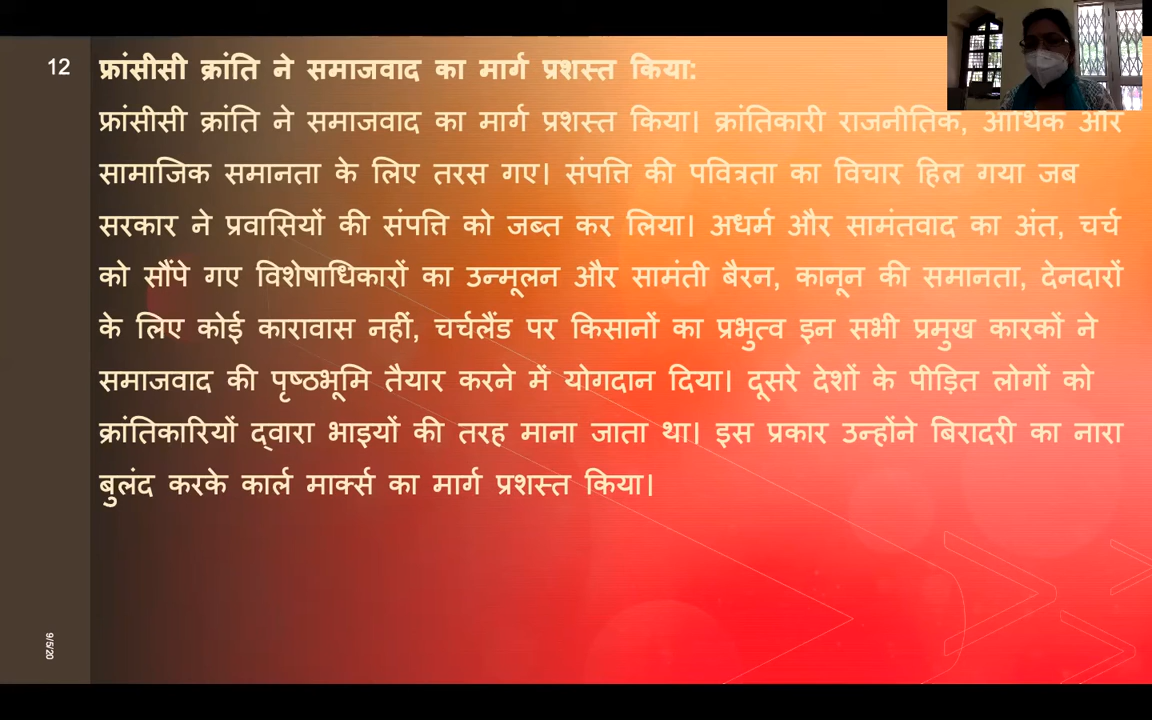 12
फ्रांसीसी क्रांति ने समाजवाद का मार्ग प्रशस्त किया:
फ्रांसीसी क्रांति ने समाजवाद का मार्ग प्रशस्त किया। क्रांतिकारी राजनीतिक, आर्थिक और
सामाजिक समानता के लिए तरस गए। संपत्ति की पवित्रता का विचार हिल गया जब
सरकार ने प्रवासियों की संपत्ति को जब्त कर लिया। अधर्म और सामंतवाद का अंत, चर्च
को सौंपे गए विशेषाधिकारों का उन्मूलन और सामंती बैरन, कानून की समानता, देनदारों
के लिए कोई कारावास नहीं, चर्चलैंड पर किसानों का प्रभुत्व इन सभी प्रमुख कारकों ने
समाजवाद की पृष्ठभूमि तैयार करने में योगदान दिया। दूसरे देशों के पीड़ित लोगों को
क्रांतिकारियों द्वारा भाइयों की तरह माना जाता था। इस प्रकार उन्होंने बिरादरी का नारा
बुलंद करके कार्ल मार्क्स का मार्ग प्रशस्त किया।
9/5/20